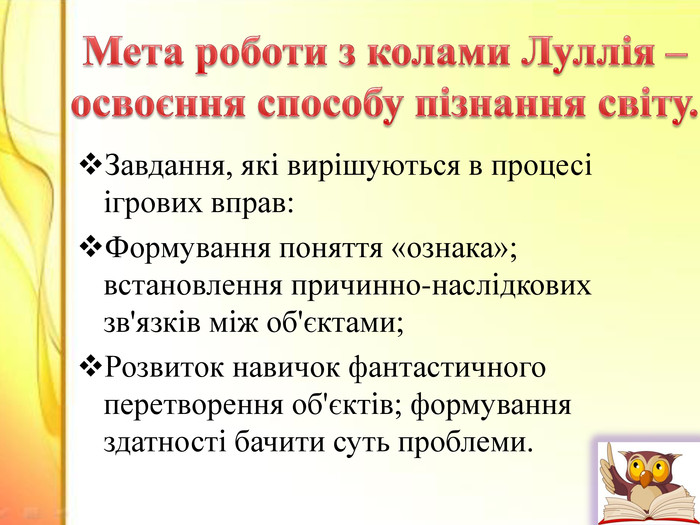 Мета роботи з колами Луллія –
освоєння способу пізнання світу.
❖Завдання, які вирішуються в процесі
ігрових вправ:
❖Формування поняття «ознака»;
встановлення причинно-наслідкових
зв'язків між об'єктами;
❖Розвиток навичок фантастичного
перетворення об'єктів; формування
здатності бачити суть проблеми.